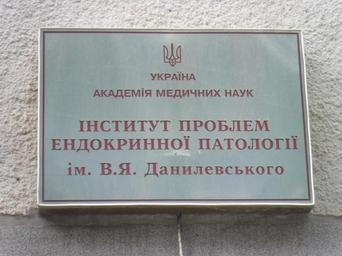 УКРАЇНА
АКАДЕМІЯ МЕДИЧНИХ НАУК
ІНСТИТУТ ПРОБЛЕМ
ЕНДОКРИННОЇ ПАТОЛОГІЇ
ім. В.Я. Данилевського